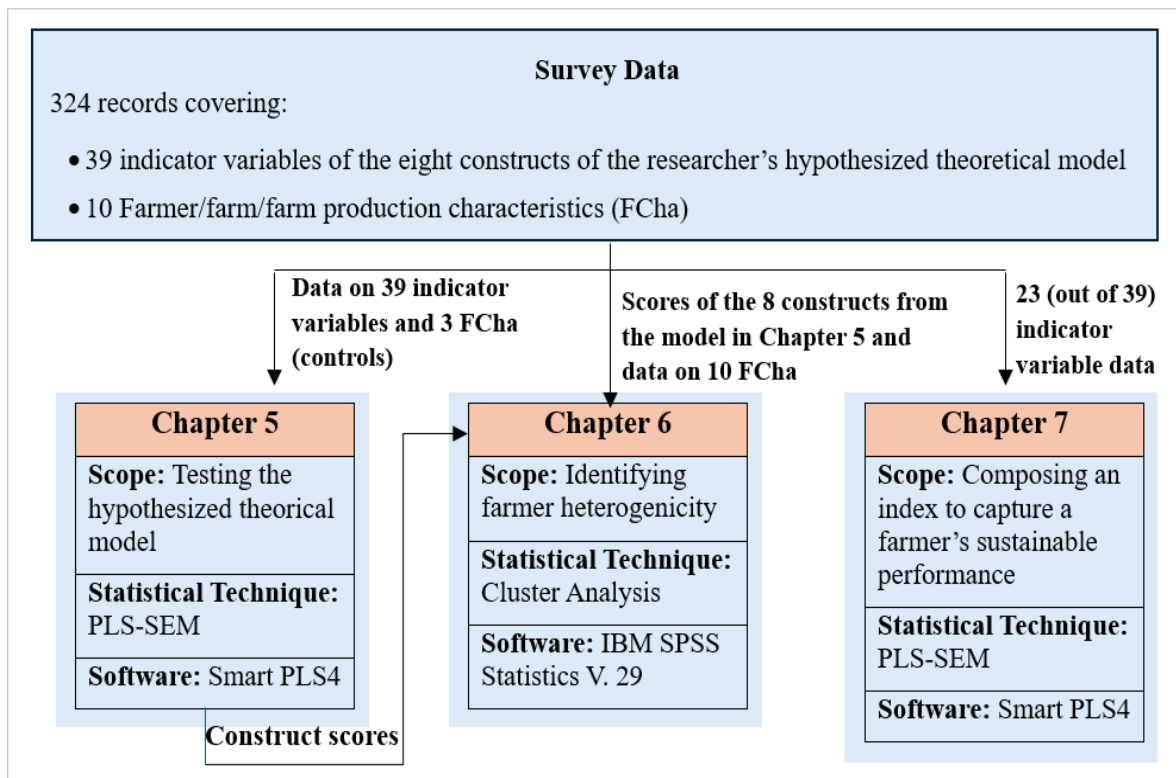 Survey Data
324 records covering:
• 39 indicator variables of the eight constructs of the researcher’s hypothesized theoretical model
• 10 Farmer/farm/farm production characteristics (FCha)
Data on 39 indicator
variables and 3 FCha
(controls)
Scores of the 8 constructs from
the model in Chapter 5 and
data on 10 FCha
23 (out of 39)
indicator
variable data
Chapter 5
Scope: Testing the
hypothesized theorical
model
Statistical Technique:
PLS-SEM
Software: Smart PLS4
Construct scores
Chapter 6
Scope: Identifying
farmer heterogenicity
Statistical Technique:
Cluster Analysis
Software: IBM SPSS
Statistics V. 29
Chapter 7
Scope: Composing an
index to capture a
farmer’s sustainable
performance
Statistical Technique:
PLS-SEM
Software: Smart PLS4